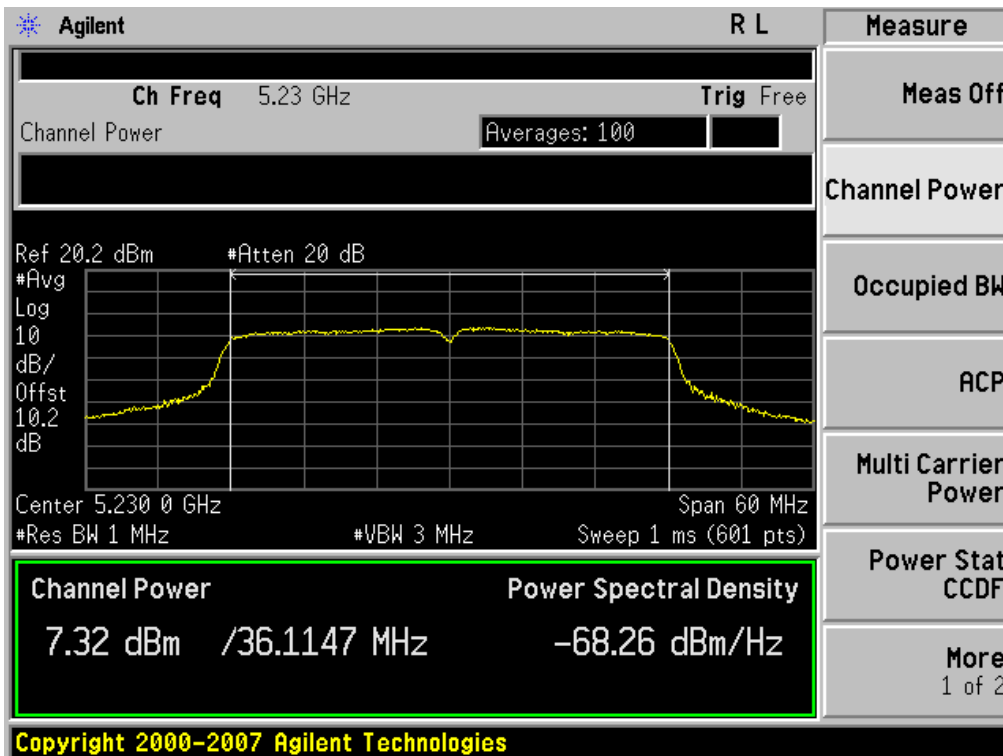 Agilent R L
Measure
Ch Freq 5.23 GHz Trig Free
Meas Off
Channel Power Averages: 100
Channel Power
Ref 20.2 dBm #Atten 20 dB
#Avg
Log
10
dB/
Offst
10.2
dB
Occupied BW
ACP
Multi Carrier
Power
Center 5.230 0 GHz Span 60 MHz
#Res BW 1 MHz #VBW 3 MHz Sweep 1 ms (601 pts)
Power Stat
CCDF
Channel Power Power Spectral Density
7.32 dBm /36.1147 MHz -68.26 dBm/Hz
More
1 of 2
Copyright 2000-2007 Agilent Technologies